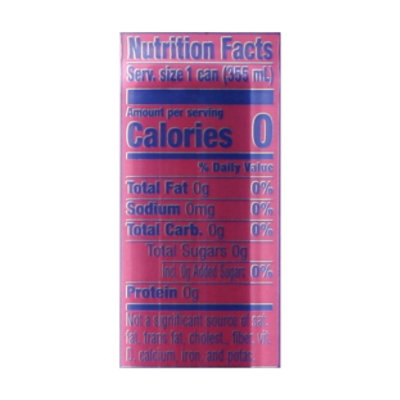 Nutrition Facts
Serv. size 1 can (355 mL)
Amount per serving
Calories 0
% Daily Value
Total Fat 0g 0%
Sodium 0mg 0%
Total Carb. 0g 0%
Total Sugars 0g
Incl. 0g Added Sugars 0%
Protein 0g
Not a significant source of sat.
fat, trans fat, cholest., fiber, vit.
D, calcium, iron, and potas.